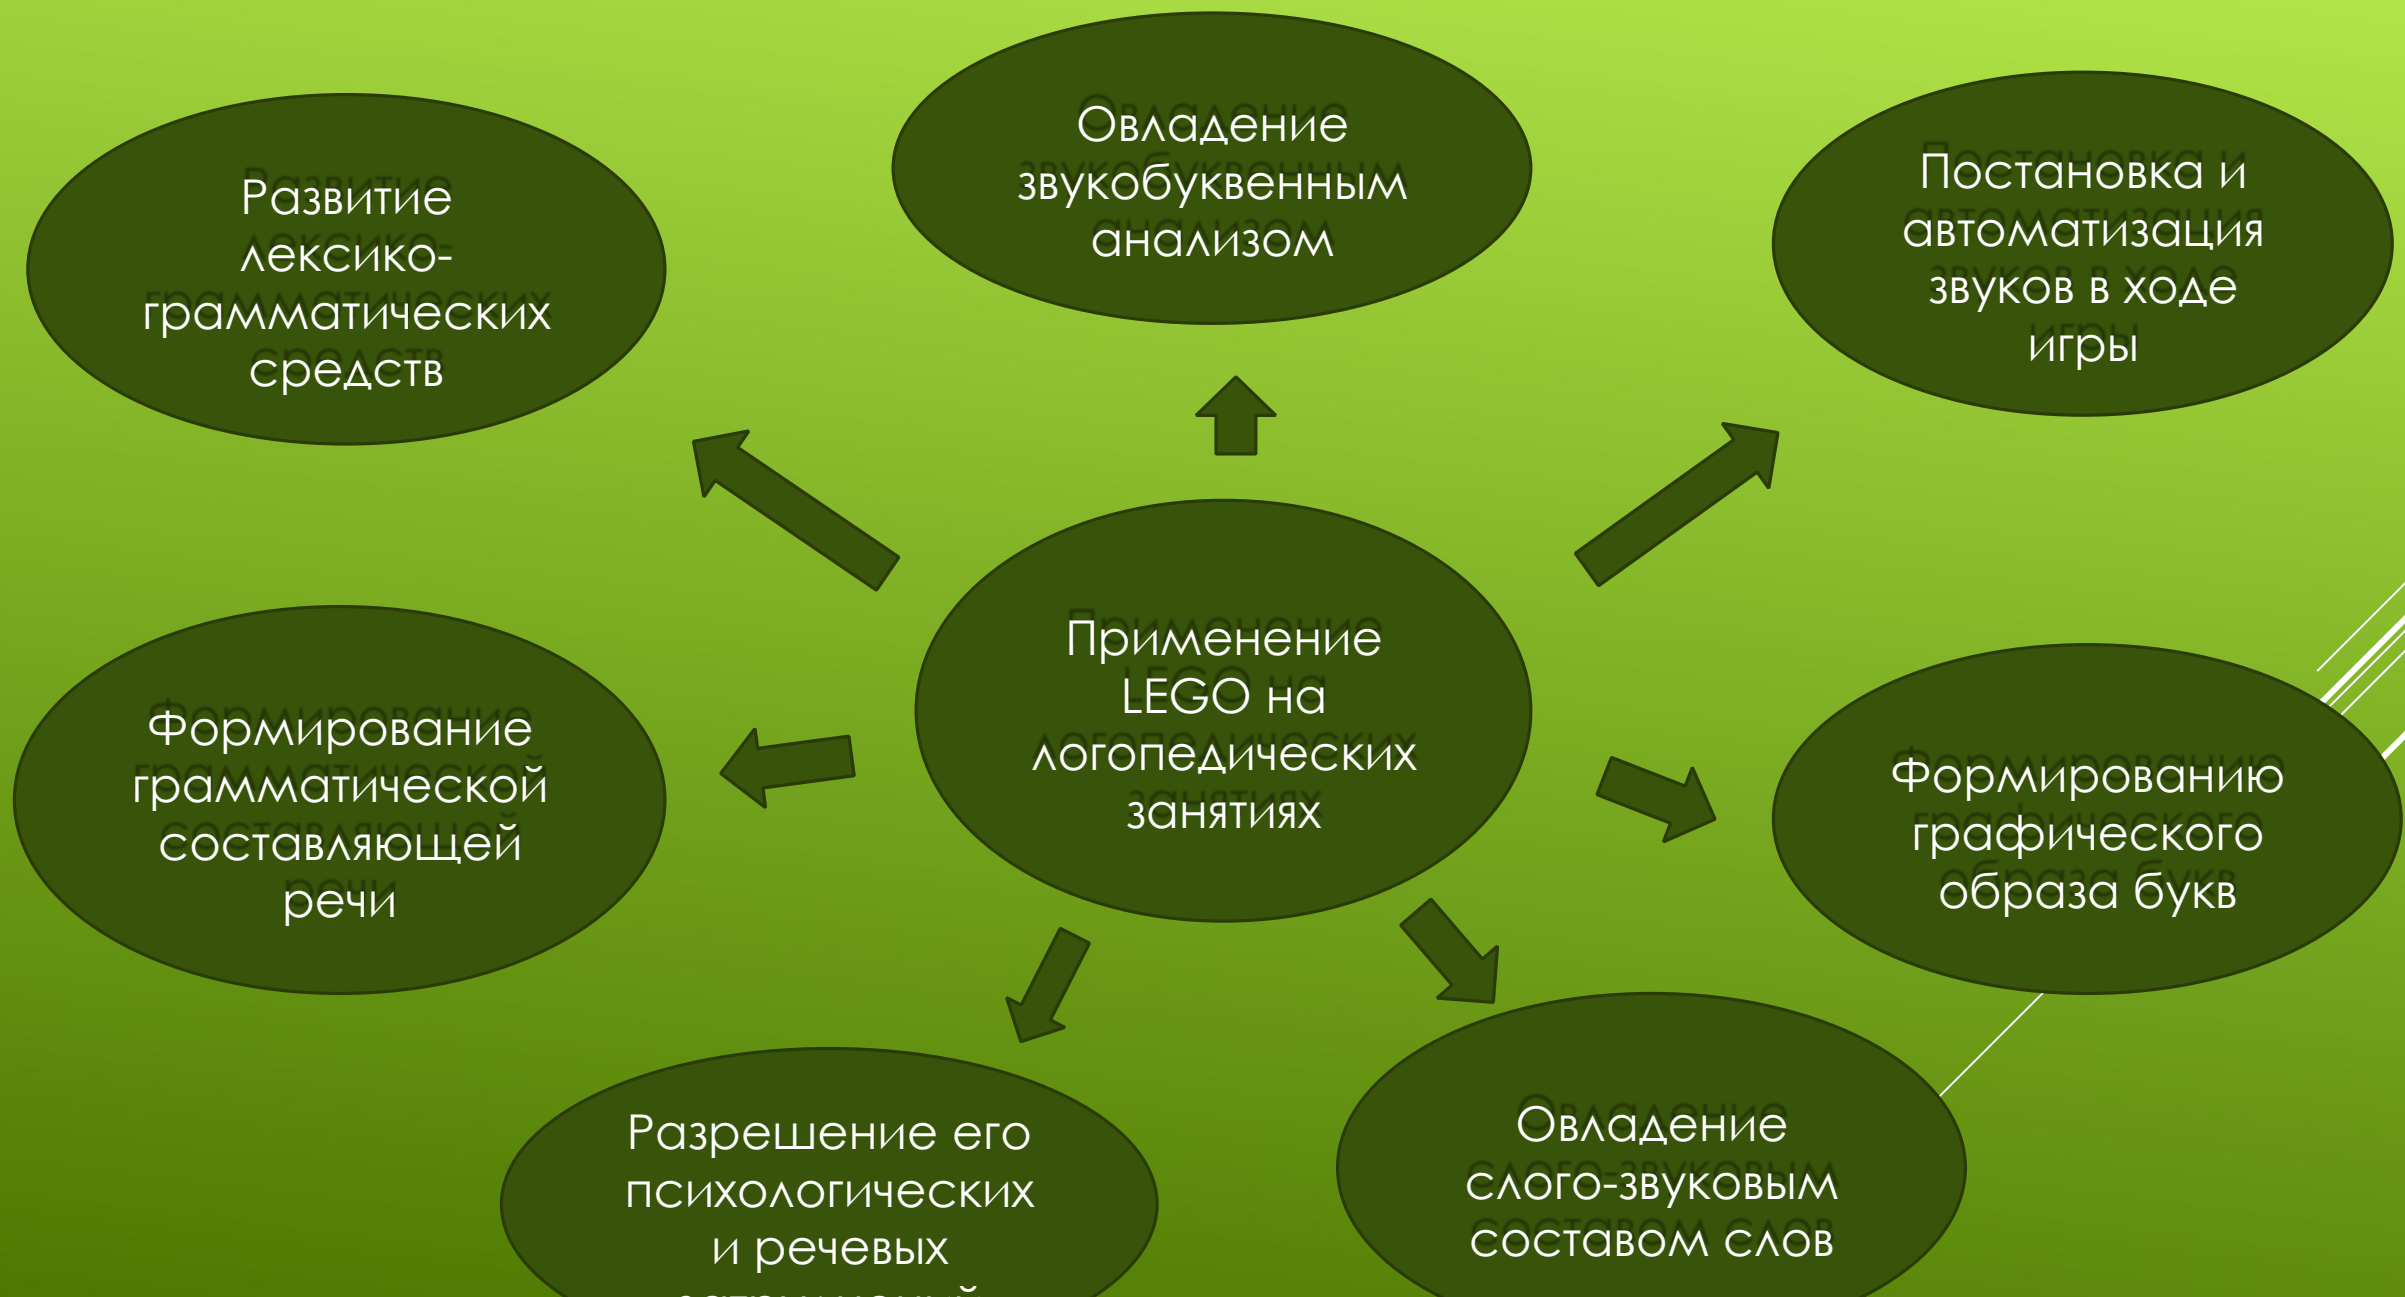 Овладение
звукобуквенным
анализом
Постановка и
автоматизация
звуков в ходе
игры
Развитие
лексико-
грамматических
средств
Применение
LEGO на
логопедических
занятиях
Формирование
грамматической
составляющей
речи
Формированию
графического
образа букв
Разрешение его
психологических
и речевых
Овладение
слого-звуковым
составом слов